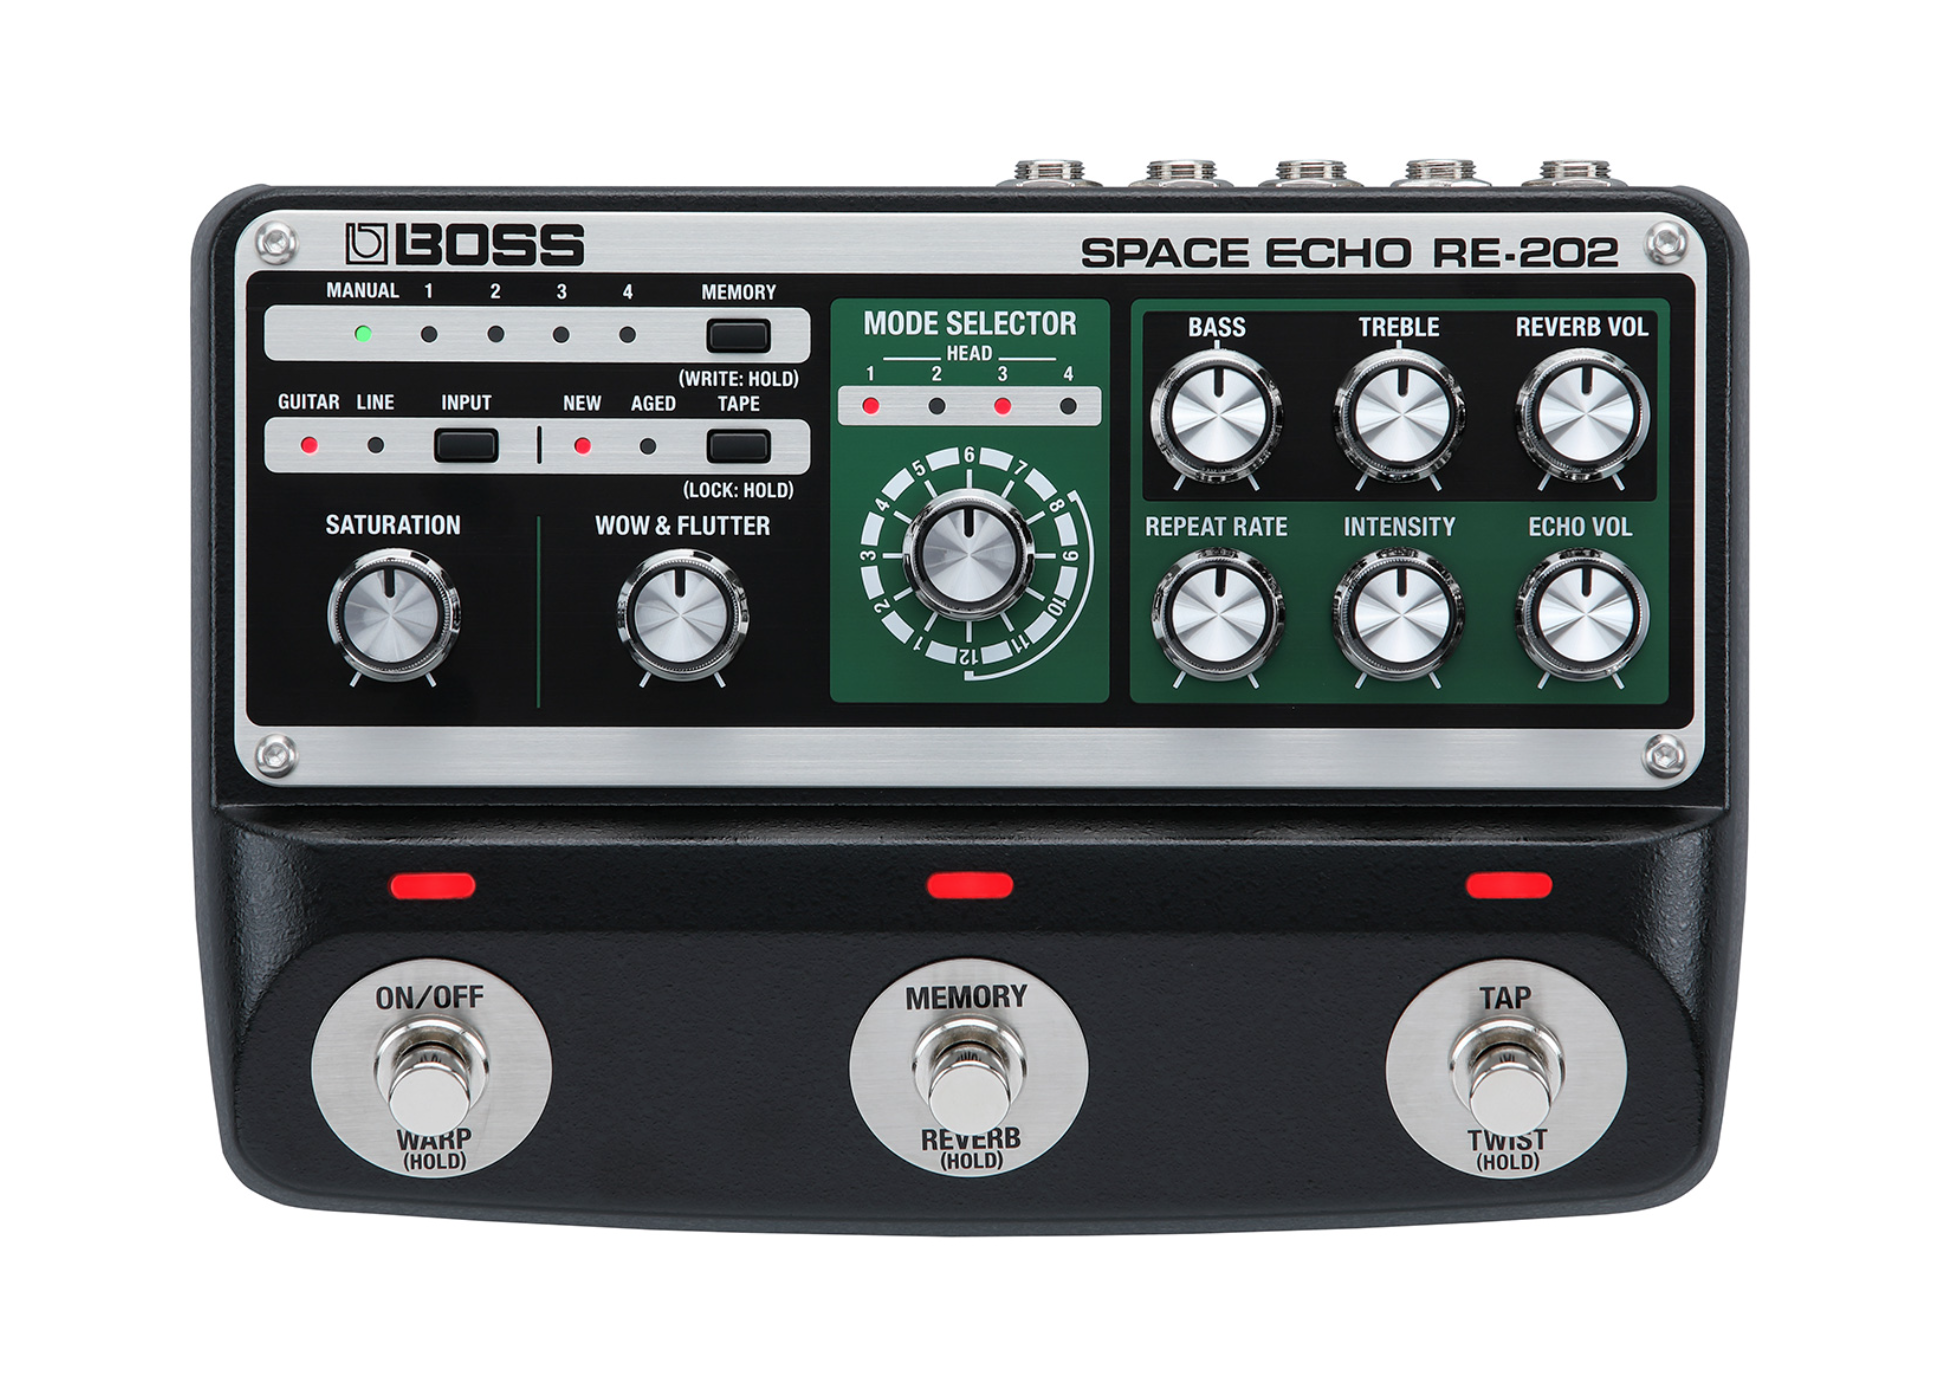 BOSS
SPACE ECHO RE-202
MANUAL 1 2 3 4 MEMORY
(WRITE: HOLD)
GUITAR LINE INPUT NEW AGED TAPE
(LOCK: HOLD)
SATURATION WOW & FLUTTER
MODE SELECTOR
HEAD
1 2 3 4
1 2 3 4 5 6 7 8 9 10 11 12
BASS TREBLE REVERB VOL
REPEAT RATE INTENSITY ECHO VOL
ON/OFF
WARP
(HOLD)
MEMORY
REVERB
(HOLD)
TAP
TWIST
(HOLD)